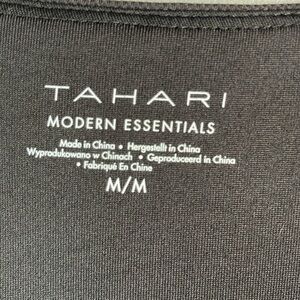 TAHARI
MODERN ESSENTIALS
Made in China • Hergestellt in China
Wyprodukowano w Chinach • Geproduceerd in China
• Fabriqué En Chine
M/M